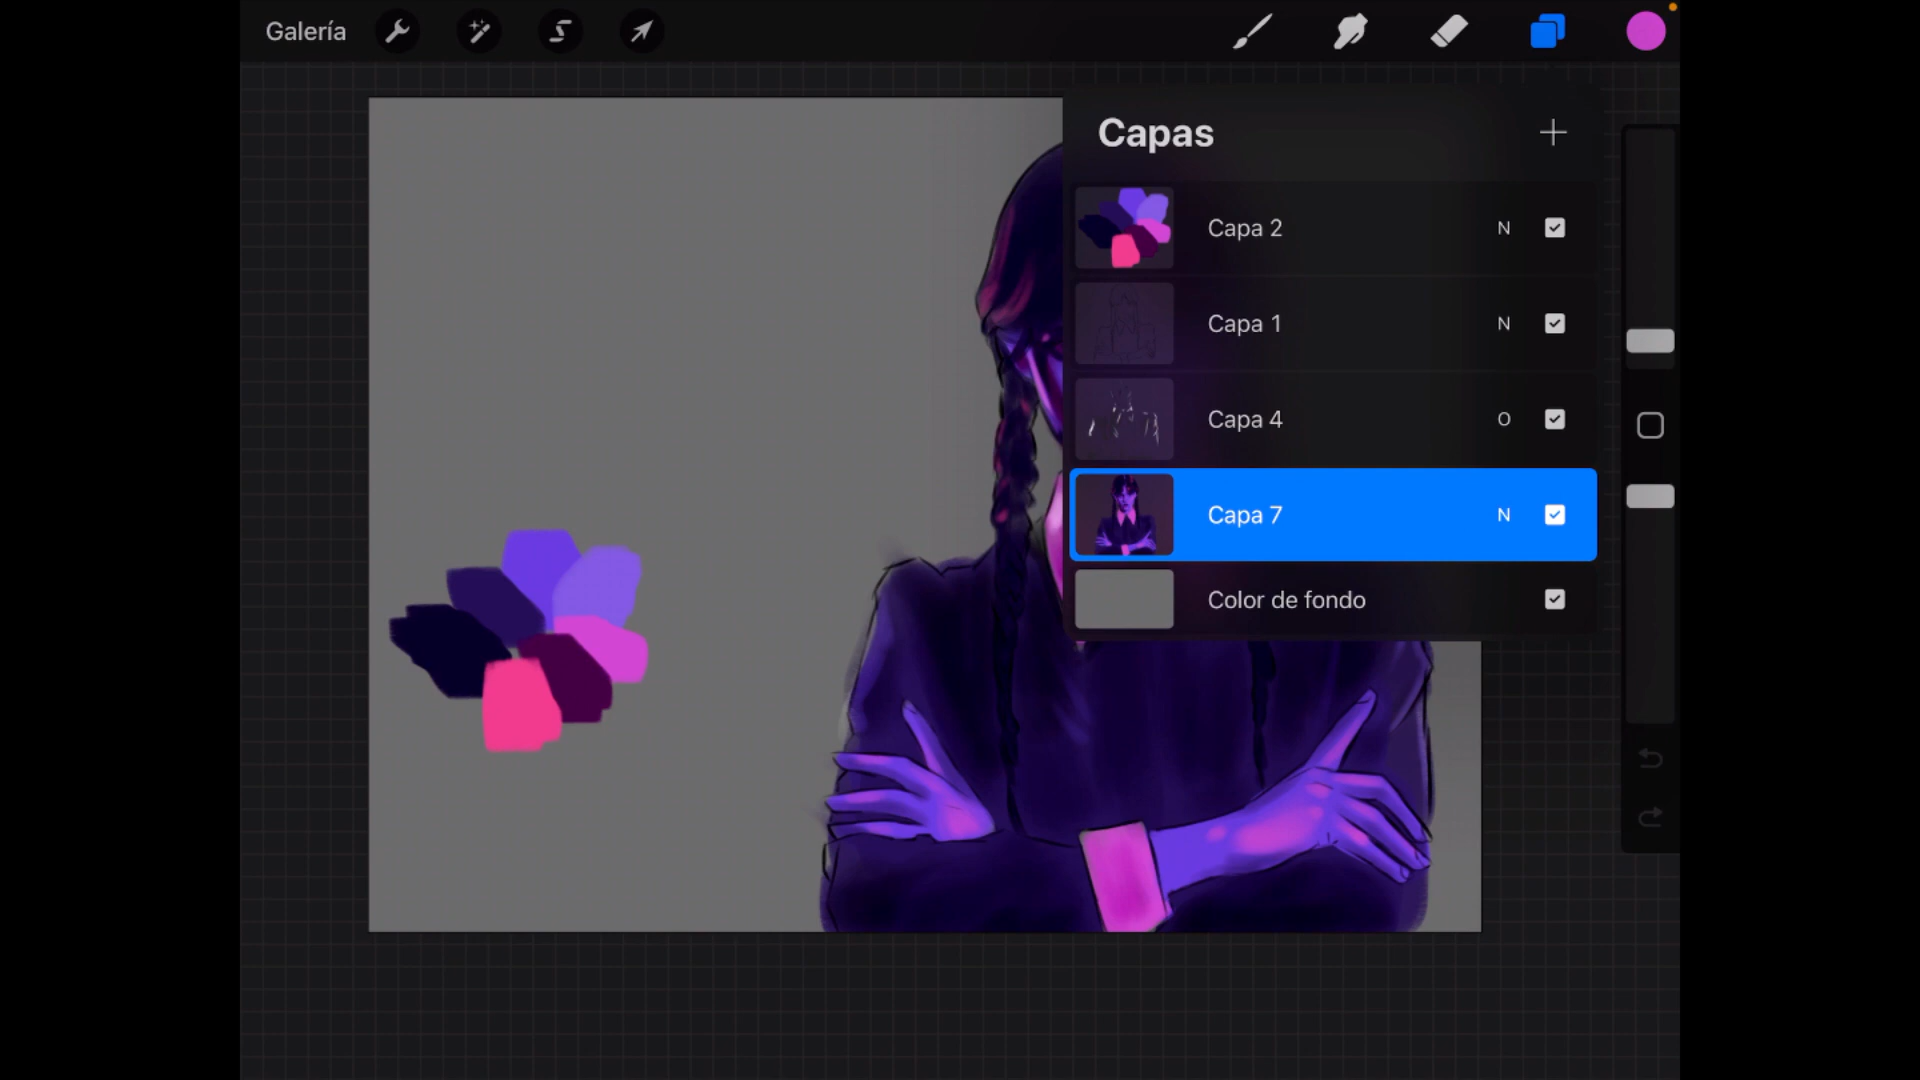 Galería
Capas
Capa 2 N
Capa 1 N
Capa 4 O
Capa 7 N
Color de fondo